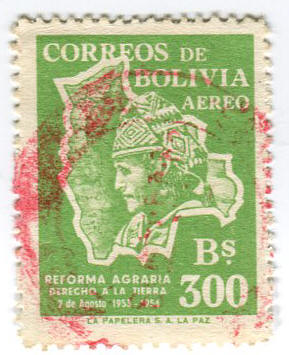 CORREOS DE
BOLIVIA
AEREO
Bs.
300
REFORMA AGRARIA
DERECHO A LA TIERRA
2 de Agosto 1953 - 1954
LA PAPELERA S. A. LA PAZ